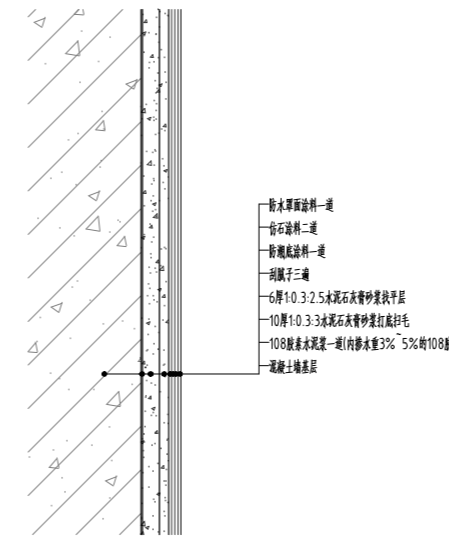 防水罩面涂料一道
仿石涂料二道
防潮底涂料一道
刮腻子三遍
6厚1:0.3:2.5水泥石灰膏砂浆找平层
10厚1:0.3:3水泥石灰膏砂浆打底扫毛
108胶素水泥浆一道(内掺水重3%~5%的108胶
混凝土墙基层